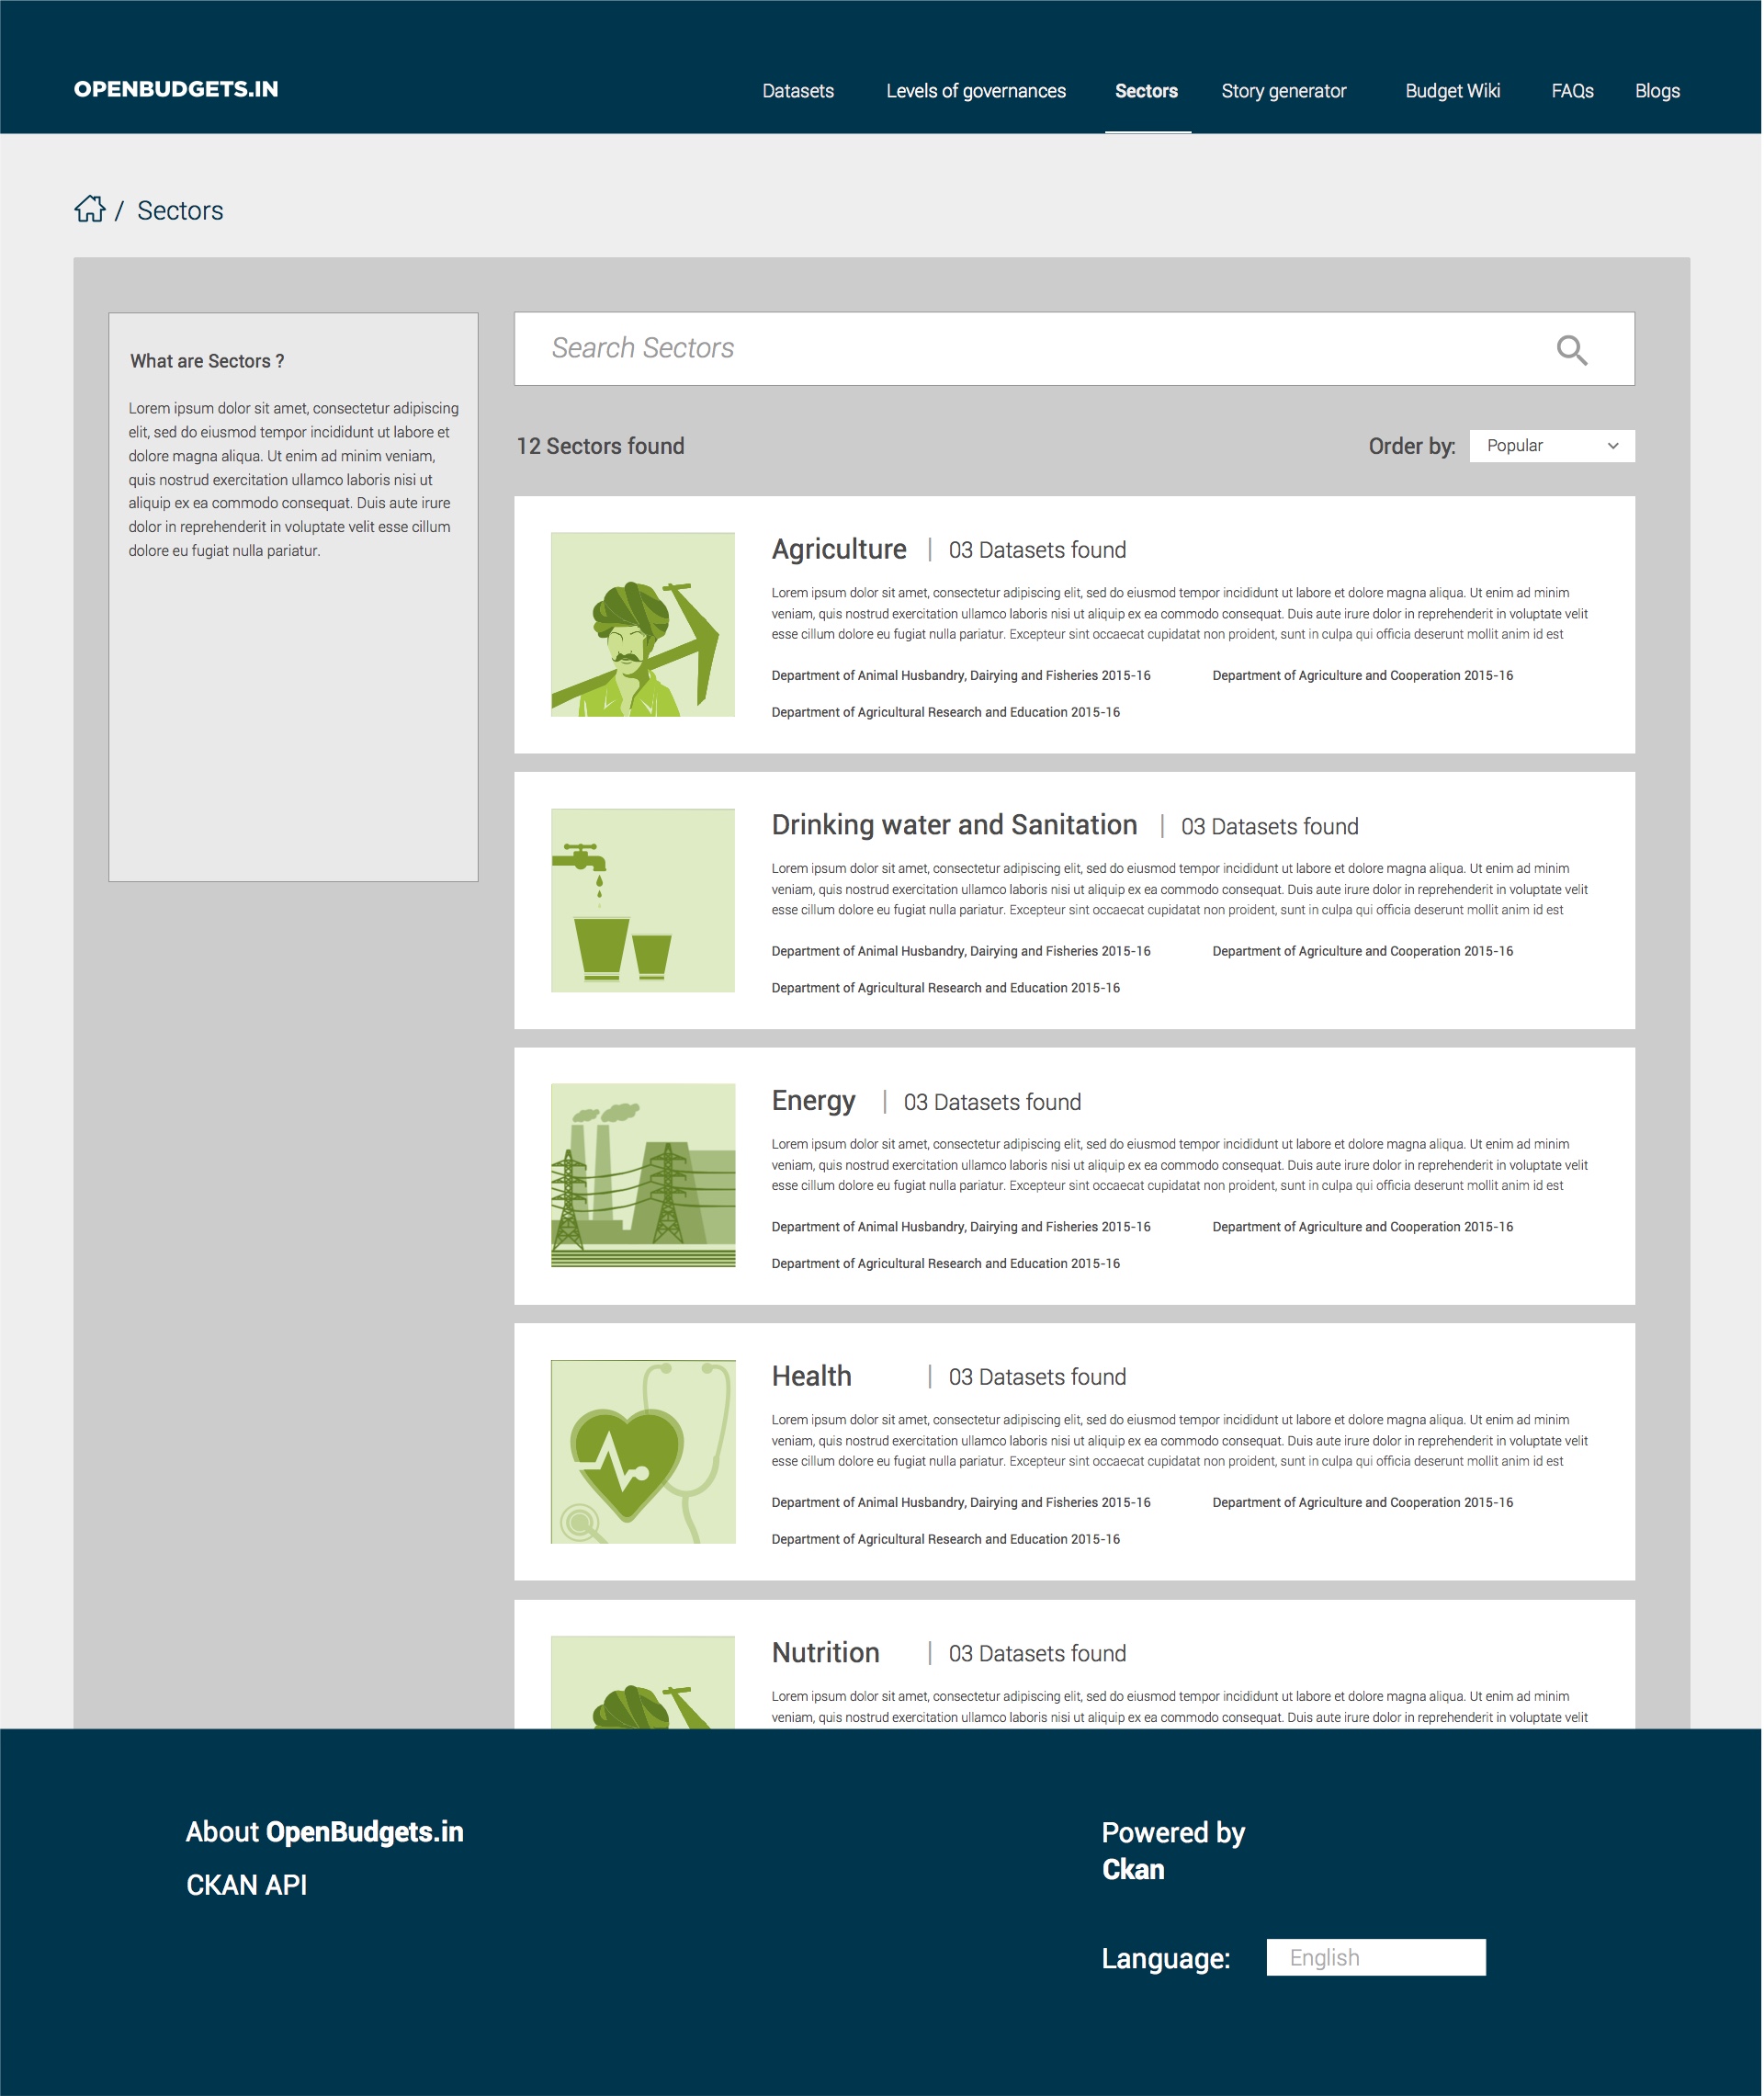 OPENBUDGETS.IN
Datasets
Levels of governances
Sectors
Story generator
Budget Wiki
FAQs
Blogs
/ Sectors
What are Sectors ?
Lorem ipsum dolor sit amet, consectetur adipiscing
elit, sed do eiusmod tempor incididunt ut labore et
dolore magna aliqua. Ut enim ad minim veniam,
quis nostrud exercitation ullamco laboris nisi ut
aliquip ex ea commodo consequat. Duis aute irure
dolor in reprehenderit in voluptate velit esse cillum
dolore eu fugiat nulla pariatur.
Search Sectors
12 Sectors found
Order by: Popular
Agriculture | 03 Datasets found
Lorem ipsum dolor sit amet, consectetur adipiscing elit, sed do eiusmod tempor incididunt ut labore et dolore magna aliqua. Ut enim ad minim
veniam, quis nostrud exercitation ullamco laboris nisi ut aliquip ex ea commodo consequat. Duis aute irure dolor in reprehenderit in voluptate velit
esse cillum dolore eu fugiat nulla pariatur. Excepteur sint occaecat cupidatat non proident, sunt in culpa qui officia deserunt mollit anim id est
Department of Animal Husbandry, Dairying and Fisheries 2015-16
Department of Agriculture and Cooperation 2015-16
Department of Agricultural Research and Education 2015-16
Drinking water and Sanitation | 03 Datasets found
Lorem ipsum dolor sit amet, consectetur adipiscing elit, sed do eiusmod tempor incididunt ut labore et dolore magna aliqua. Ut enim ad minim
veniam, quis nostrud exercitation ullamco laboris nisi ut aliquip ex ea commodo consequat. Duis aute irure dolor in reprehenderit in voluptate velit
esse cillum dolore eu fugiat nulla pariatur. Excepteur sint occaecat cupidatat non proident, sunt in culpa qui officia deserunt mollit anim id est
Department of Animal Husbandry, Dairying and Fisheries 2015-16
Department of Agriculture and Cooperation 2015-16
Department of Agricultural Research and Education 2015-16
Energy | 03 Datasets found
Lorem ipsum dolor sit amet, consectetur adipiscing elit, sed do eiusmod tempor incididunt ut labore et dolore magna aliqua. Ut enim ad minim
veniam, quis nostrud exercitation ullamco laboris nisi ut aliquip ex ea commodo consequat. Duis aute irure dolor in reprehenderit in voluptate velit
esse cillum dolore eu fugiat nulla pariatur. Excepteur sint occaecat cupidatat non proident, sunt in culpa qui officia deserunt mollit anim id est
Department of Animal Husbandry, Dairying and Fisheries 2015-16
Department of Agriculture and Cooperation 2015-16
Department of Agricultural Research and Education 2015-16
Health | 03 Datasets found
Lorem ipsum dolor sit amet, consectetur adipiscing elit, sed do eiusmod tempor incididunt ut labore et dolore magna aliqua. Ut enim ad minim
veniam, quis nostrud exercitation ullamco laboris nisi ut aliquip ex ea commodo consequat. Duis aute irure dolor in reprehenderit in voluptate velit
esse cillum dolore eu fugiat nulla pariatur. Excepteur sint occaecat cupidatat non proident, sunt in culpa qui officia deserunt mollit anim id est
Department of Animal Husbandry, Dairying and Fisheries 2015-16
Department of Agriculture and Cooperation 2015-16
Department of Agricultural Research and Education 2015-16
Nutrition | 03 Datasets found
Lorem ipsum dolor sit amet, consectetur adipiscing elit, sed do eiusmod tempor incididunt ut labore et dolore magna aliqua. Ut enim ad minim
veniam, quis nostrud exercitation ullamco laboris nisi ut aliquip ex ea commodo consequat. Duis aute irure dolor in reprehenderit in voluptate velit
About OpenBudgets.in
CKAN API
Powered by
Ckan
Language: English